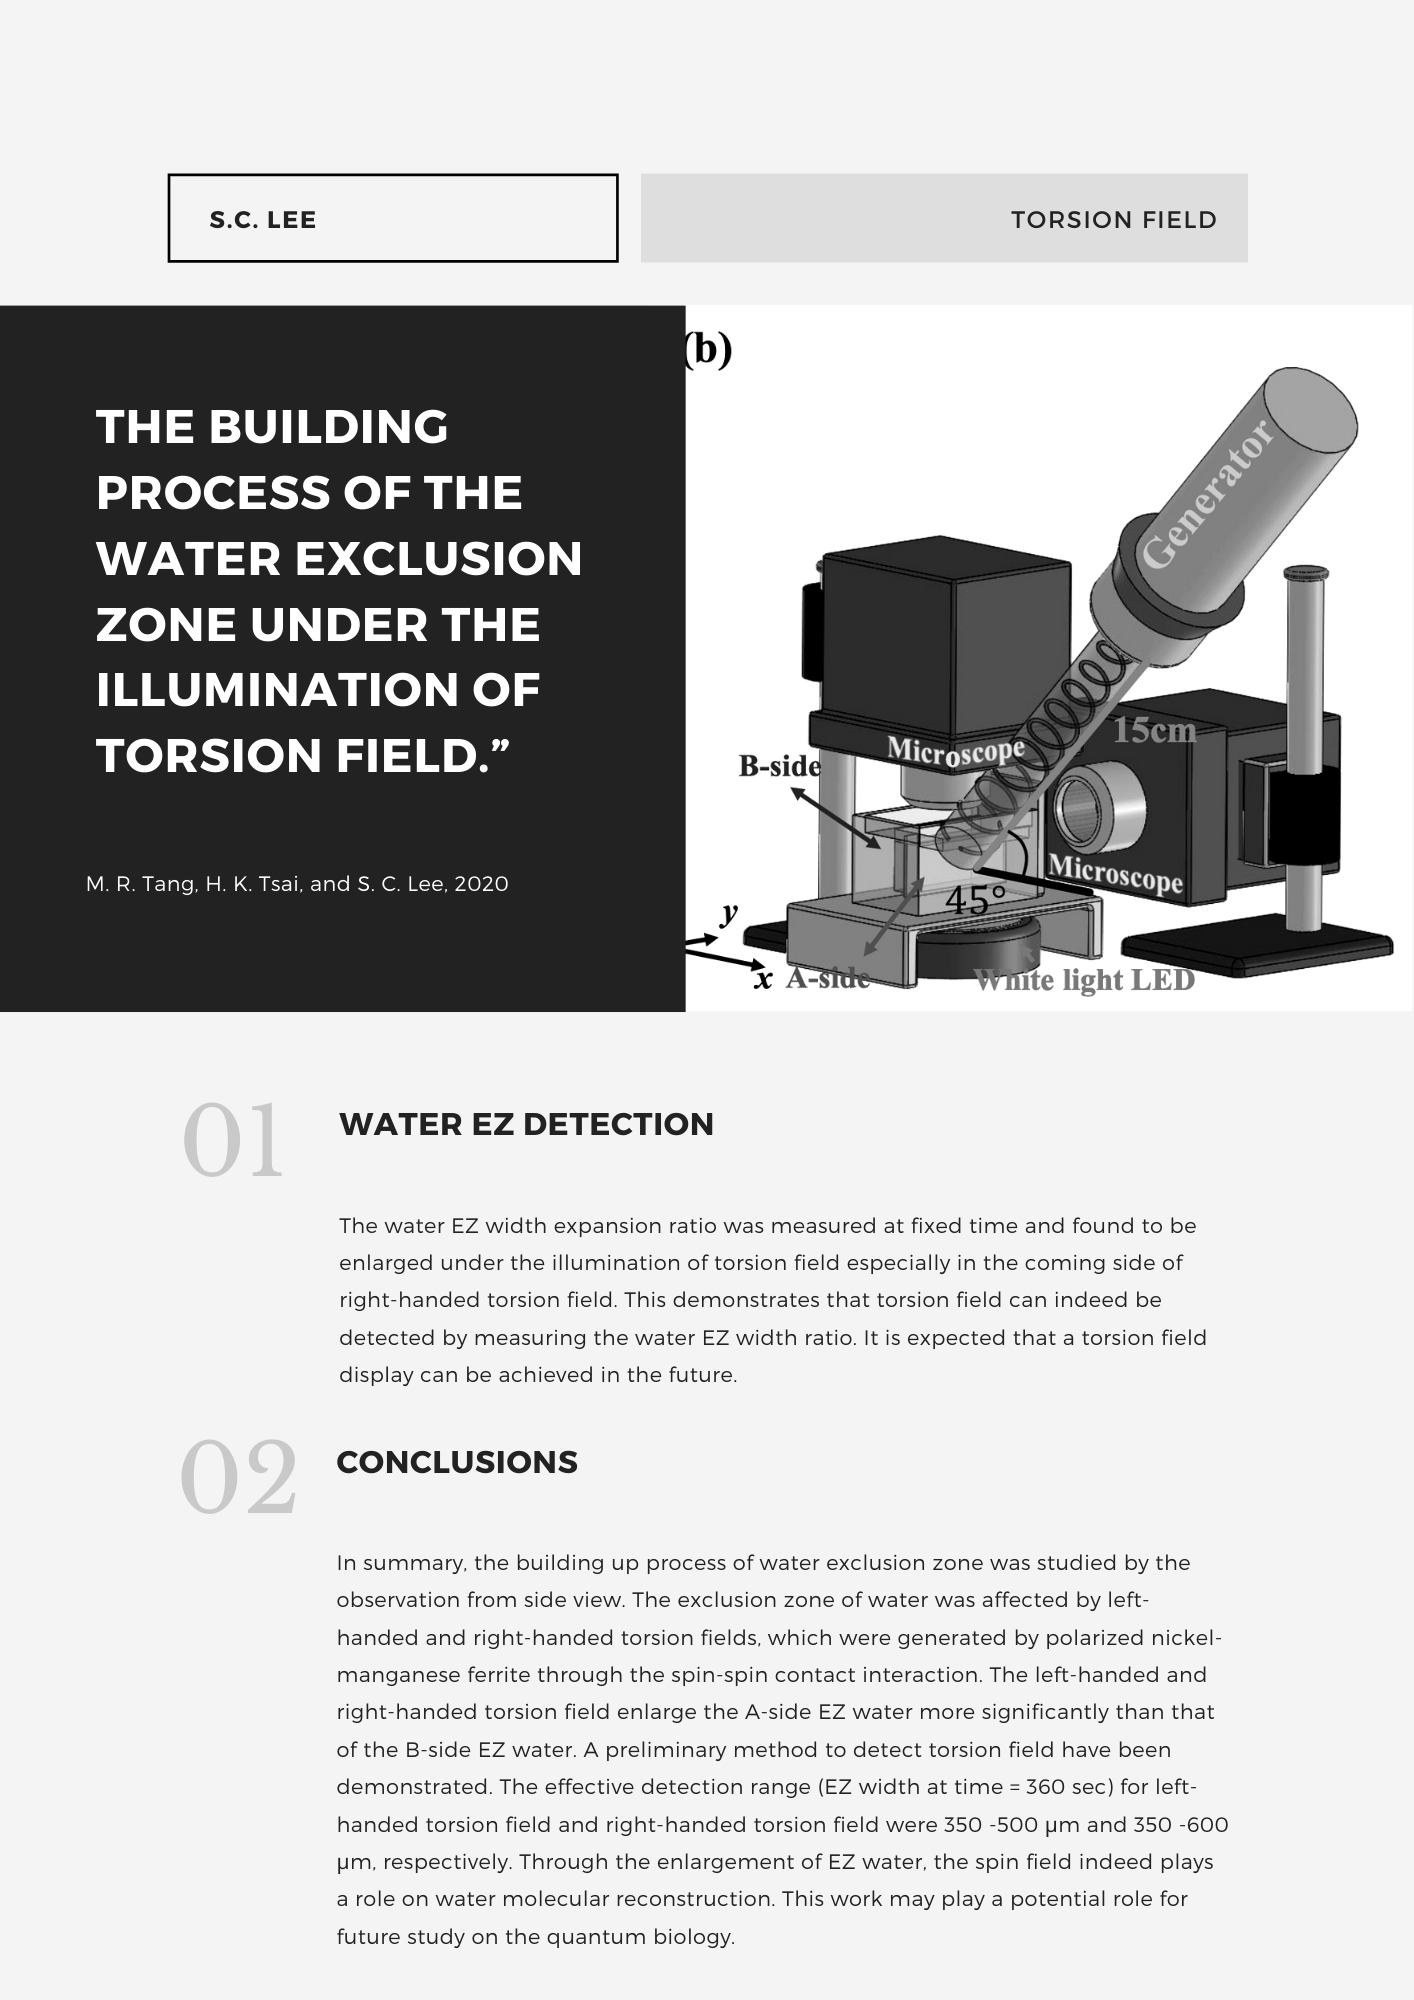 S.C. LEE
TORSION FIELD
THE BUILDING
PROCESS OF THE
WATER EXCLUSION
ZONE UNDER THE
ILLUMINATION OF
TORSION FIELD.”
M. R. Tang, H. K. Tsai, and S. C. Lee, 2020
(b)
Generator
15cm
Microscope
B-side
Microscope
45°
y
x
A-side
White light LED
01
WATER EZ DETECTION
The water EZ width expansion ratio was measured at fixed time and found to be
enlarged under the illumination of torsion field especially in the coming side of
right-handed torsion field. This demonstrates that torsion field can indeed be
detected by measuring the water EZ width ratio. It is expected that a torsion field
display can be achieved in the future.
02
CONCLUSIONS
In summary, the building up process of water exclusion zone was studied by the
observation from side view. The exclusion zone of water was affected by left-
handed and right-handed torsion fields, which were generated by polarized nickel-
manganese ferrite through the spin-spin contact interaction. The left-handed and
right-handed torsion field enlarge the A-side EZ water more significantly than that
of the B-side EZ water. A preliminary method to detect torsion field have been
demonstrated. The effective detection range (EZ width at time = 360 sec) for left-
handed torsion field and right-handed torsion field were 350 -500 μm and 350 -600
μm, respectively. Through the enlargement of EZ water, the spin field indeed plays
a role on water molecular reconstruction. This work may play a potential role for
future study on the quantum biology.